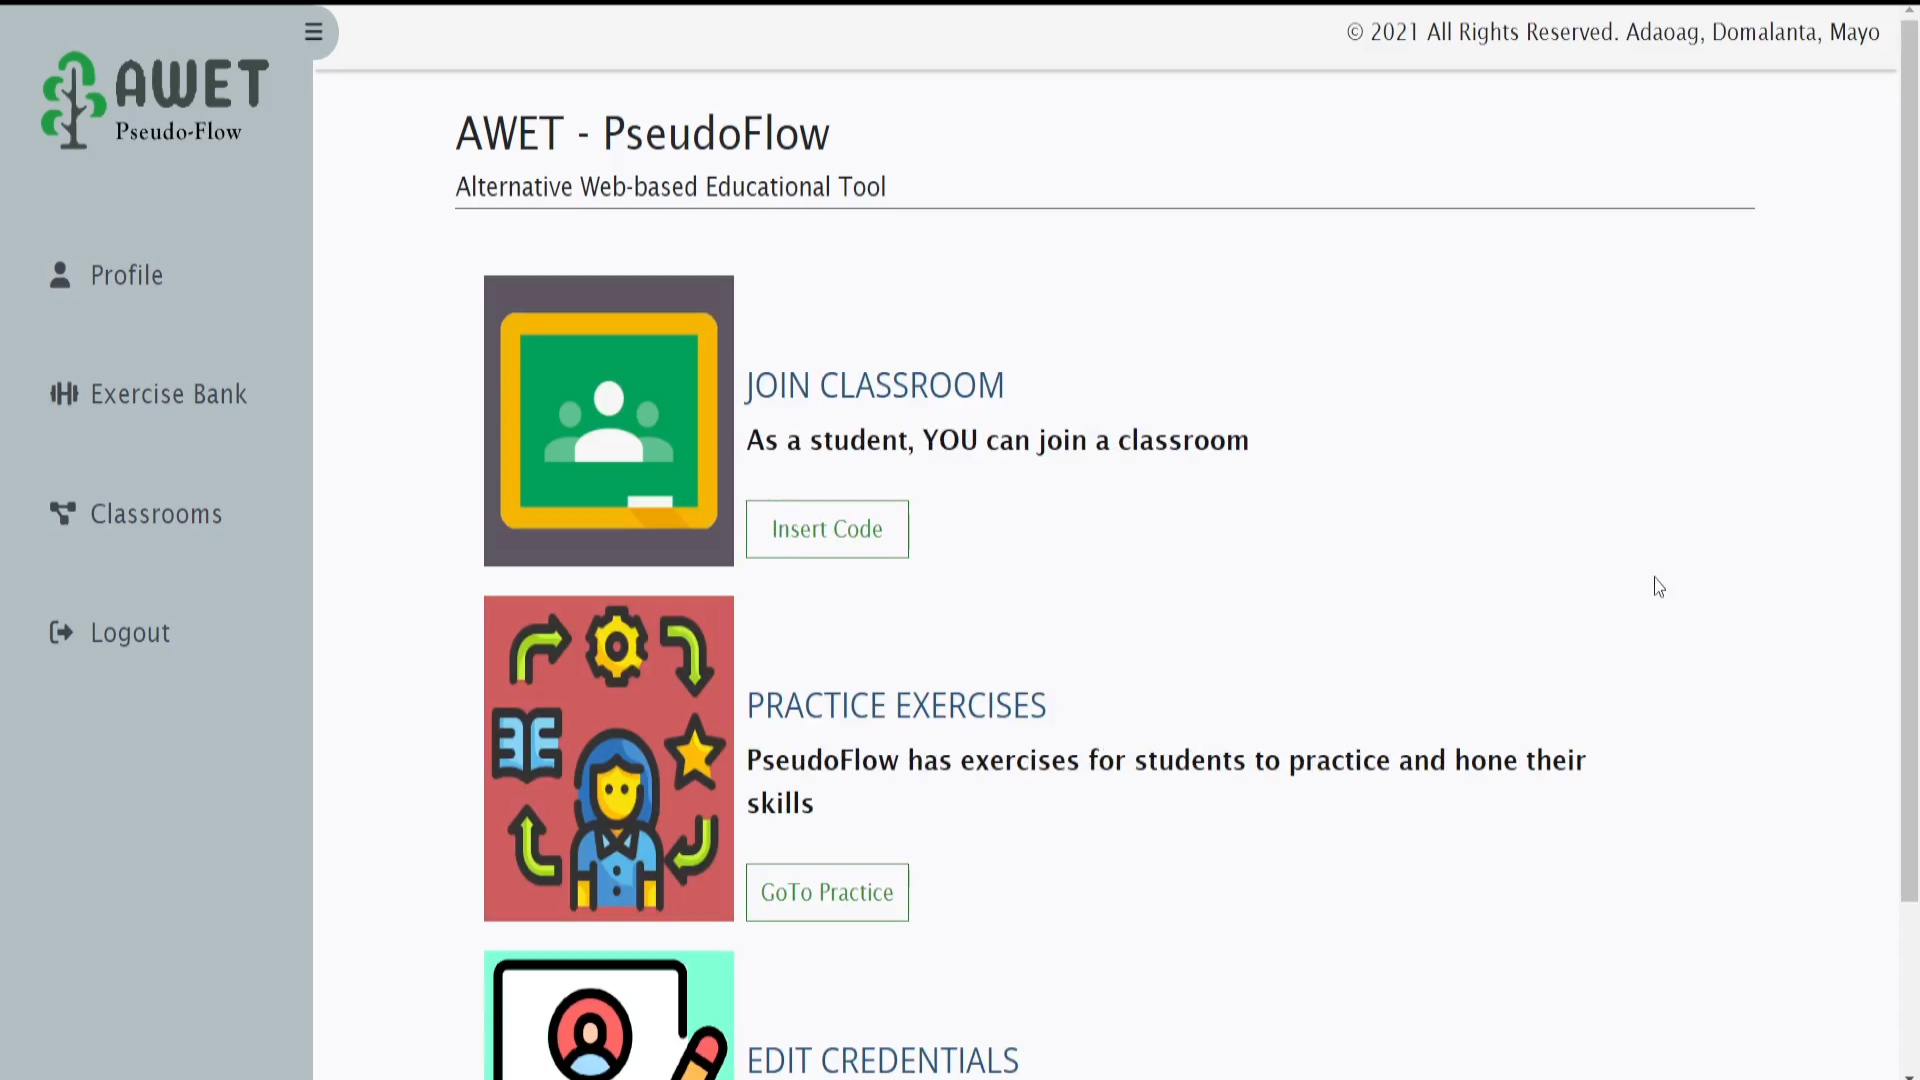 © 2021 All Rights Reserved. Adaoag, Domalanta, Mayo
AWET
Pseudo-Flow
Profile
Exercise Bank
Classrooms
Logout
AWET - PseudoFlow
Alternative Web-based Educational Tool
JOIN CLASSROOM
As a student, YOU can join a classroom
Insert Code
PRACTICE EXERCISES
PseudoFlow has exercises for students to practice and hone their
skills
GoTo Practice
EDIT CREDENTIALS